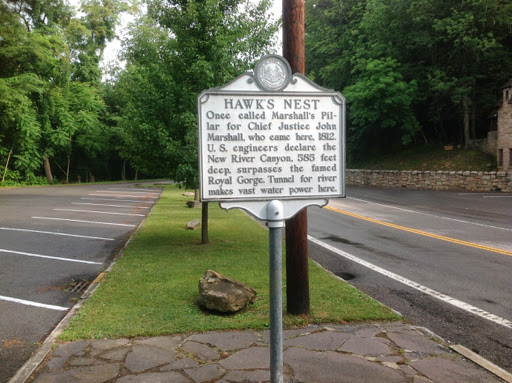 HAWK'S NEST
Once called Marshall's Pil-
lar for Chief Justice John
Marshall, who came here, 1812.
U. S. engineers declare the
New River Canyon, 585 feet
deep, surpasses the famed
Royal Gorge. Tunnel for river
makes vast water power here.